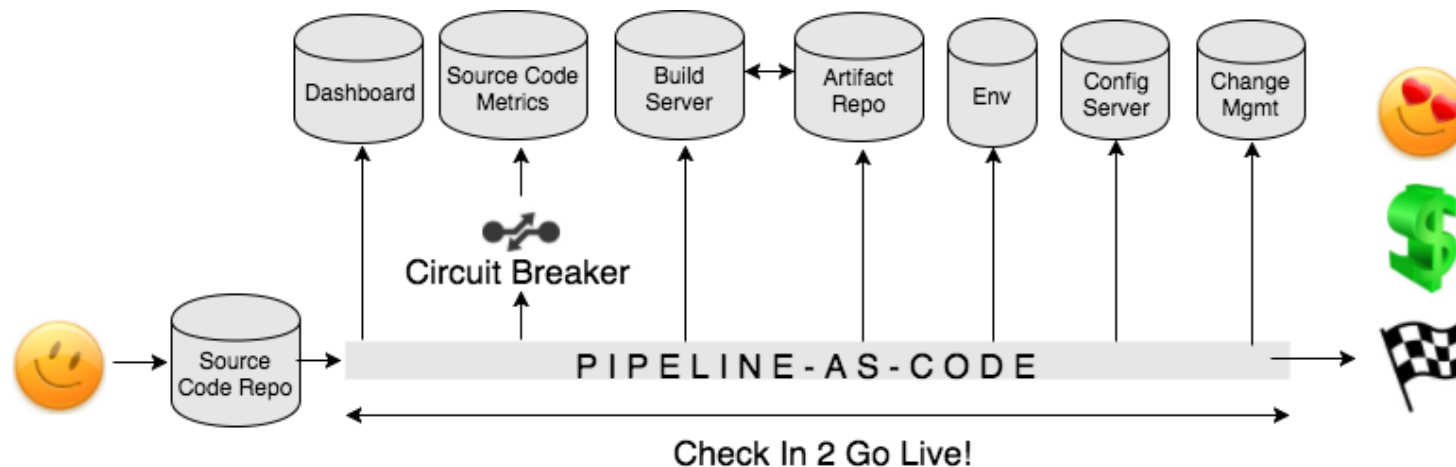 Dashboard
Source Code
Metrics
Build
Server
Artifact
Repo
Env
Config
Server
Change
Mgmt
Circuit Breaker
Source
Code Repo
PIPELINE-AS-CODE
Check In 2 Go Live!